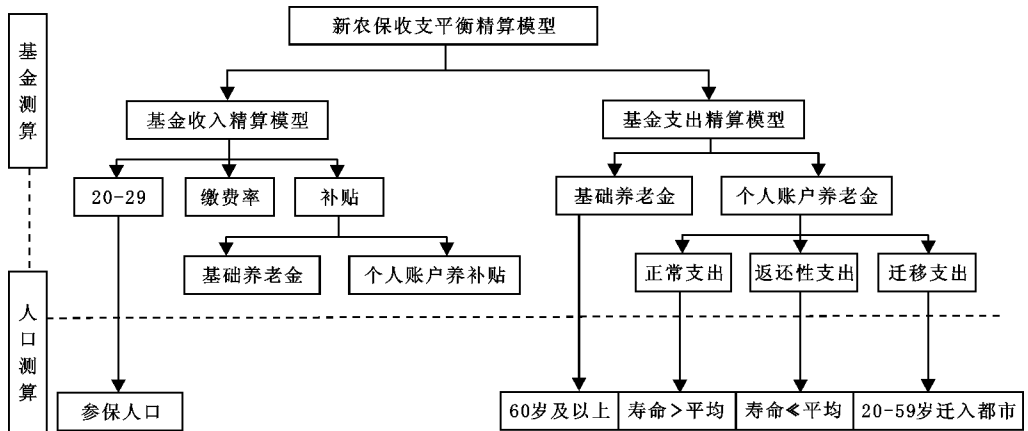 新农保收支平衡精算模型
基金测算
基金收入精算模型
基金支出精算模型
20-29
缴费率
补贴
基础养老金
个人账户养老金
基础养老金
个人账户养补贴
正常支出
返还性支出
迁移支出
人口测算
参保人口
60岁及以上
寿命>平均
寿命≪平均
20-59岁迁入都市